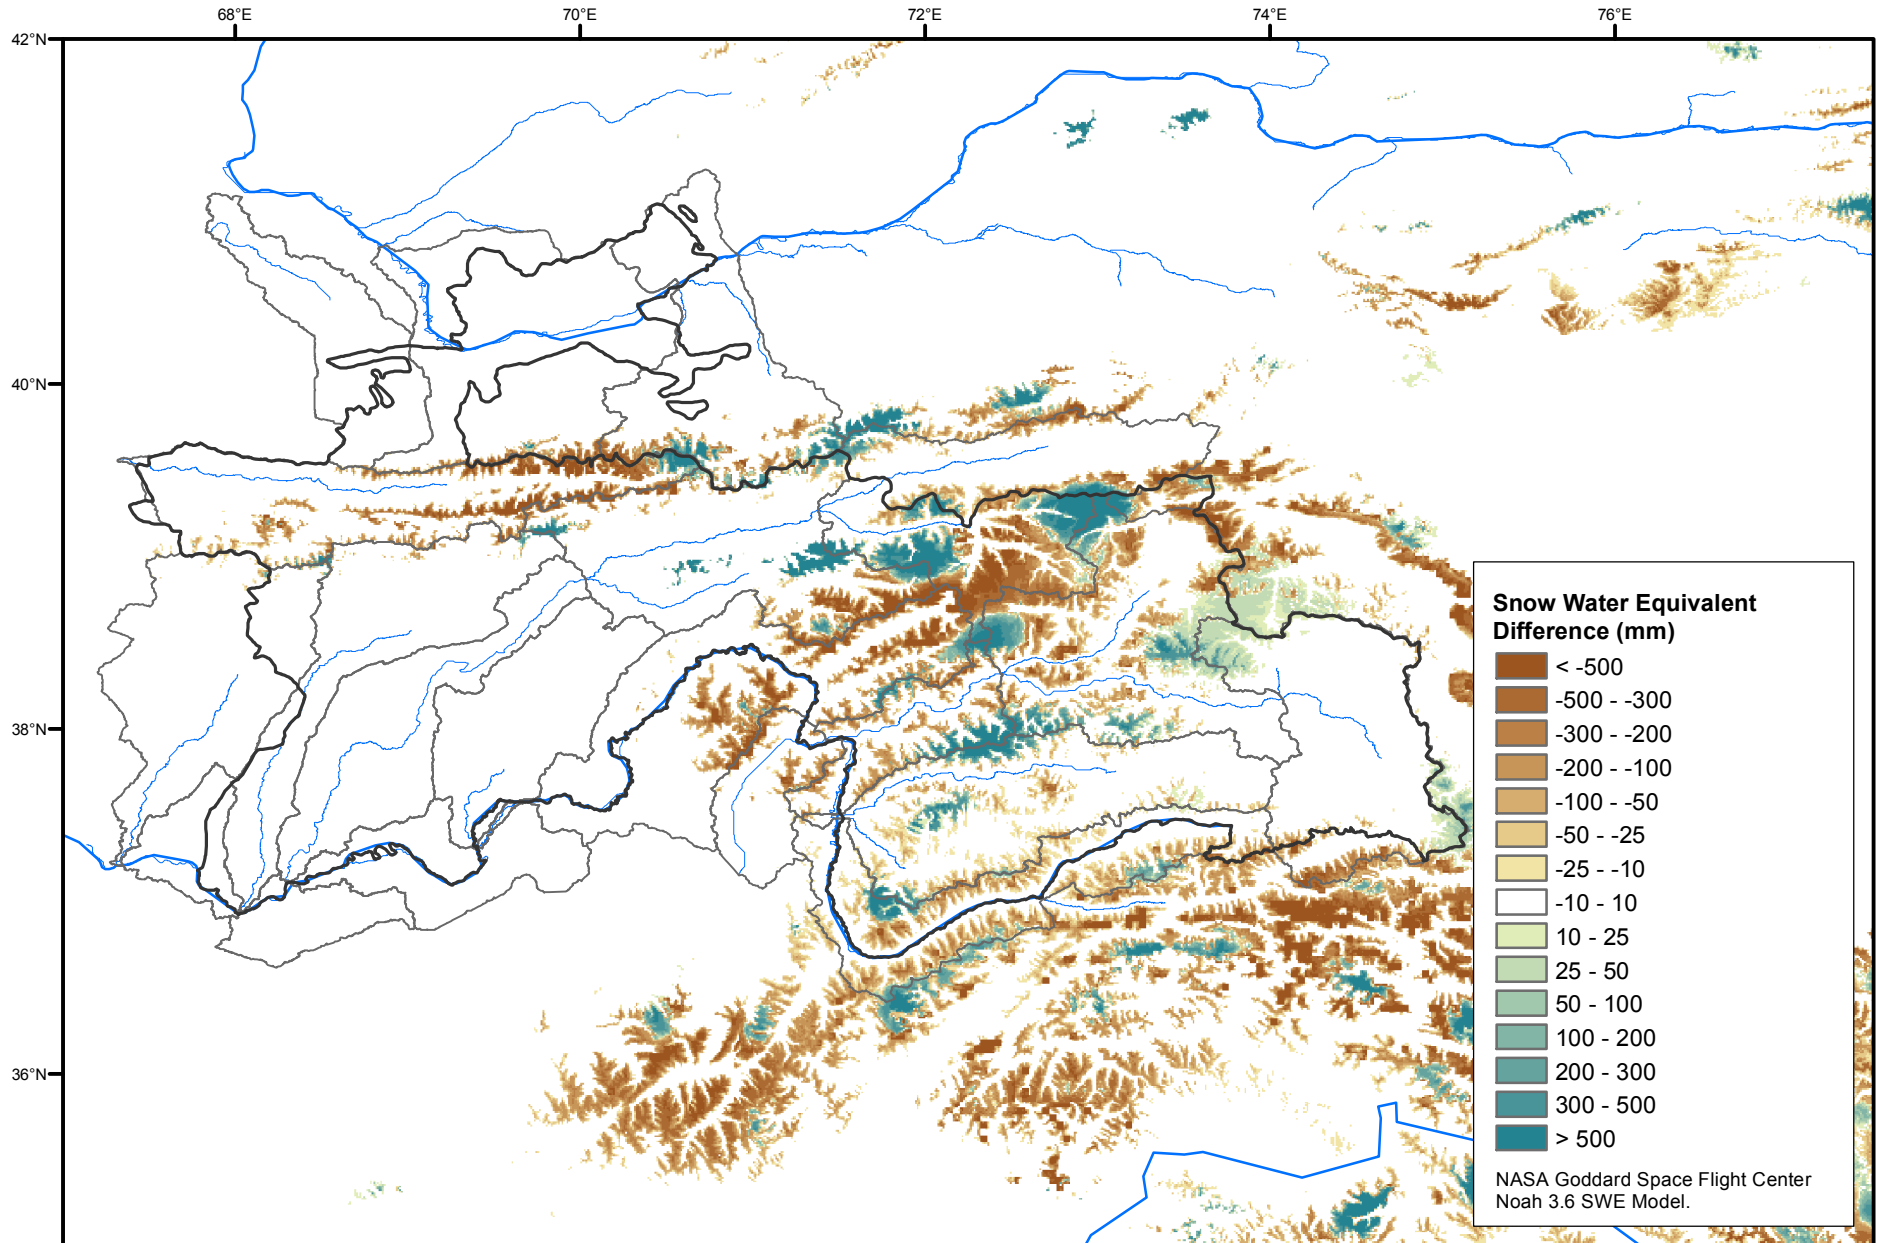 68°E 70°E 72°E 74°E 76°E
42°N
40°N
38°N
36°N
Snow Water Equivalent
Difference (mm)
< -500
-500 - -300
-300 - -200
-200 - -100
-100 - -50
-50 - -25
-25 - -10
-10 - 10
10 - 25
25 - 50
50 - 100
100 - 200
200 - 300
300 - 500
> 500
NASA Goddard Space Flight Center
Noah 3.6 SWE Model.